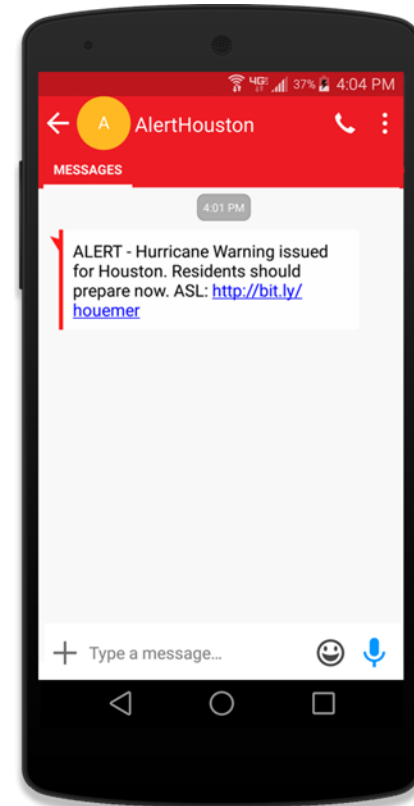 4G 37% 4:04 PM
A AlertHouston
MESSAGES
4:01 PM
ALERT - Hurricane Warning issued
for Houston. Residents should
prepare now. ASL: http://bit.ly/
houemer
Type a message...